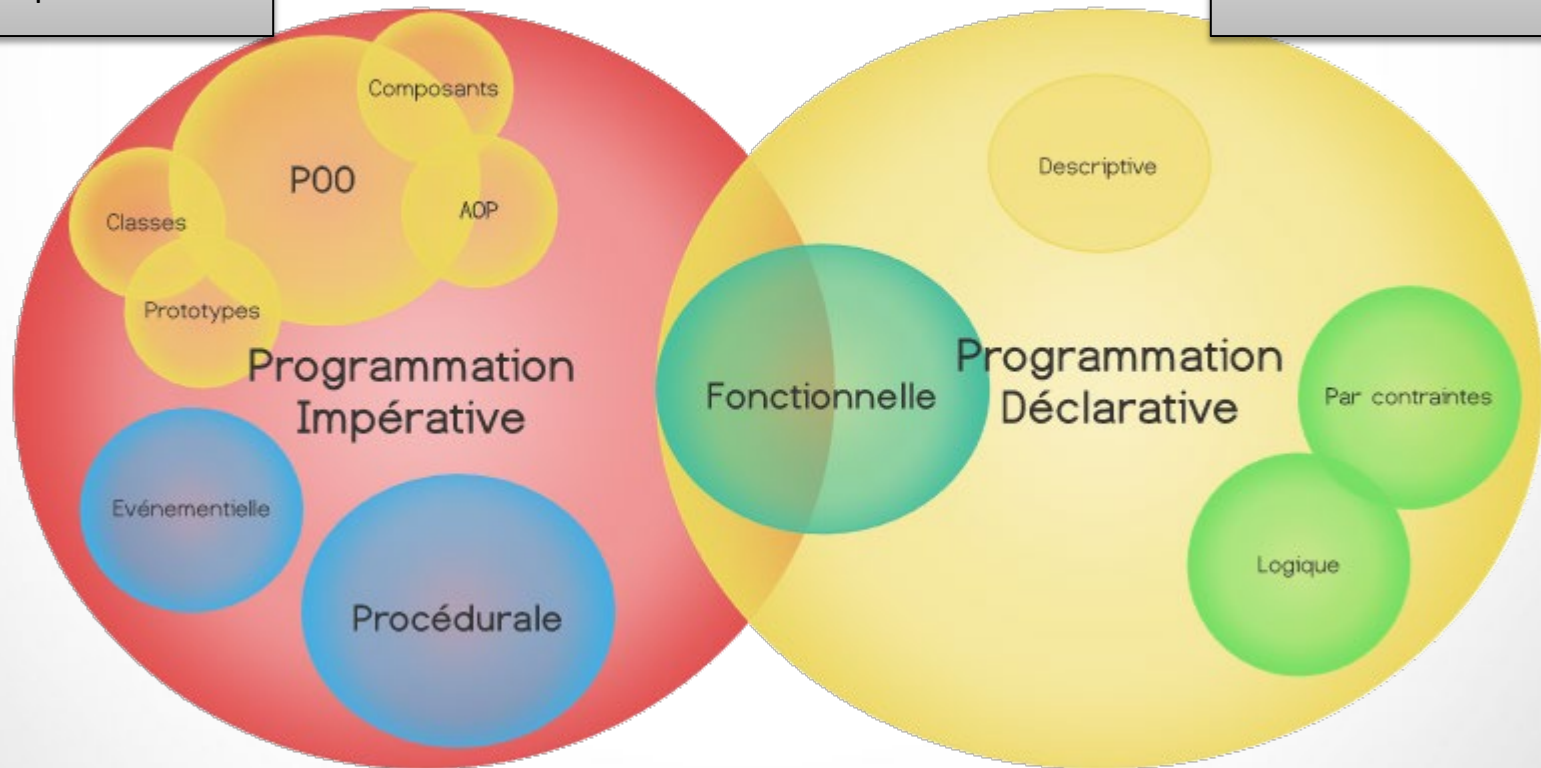 Composants
POO
Descriptive
AOP
Classes
Prototypes
Programmation
Impérative
Fonctionnelle
Programmation
Déclarative
Par contraintes
Evénementielle
Procédurale
Logique